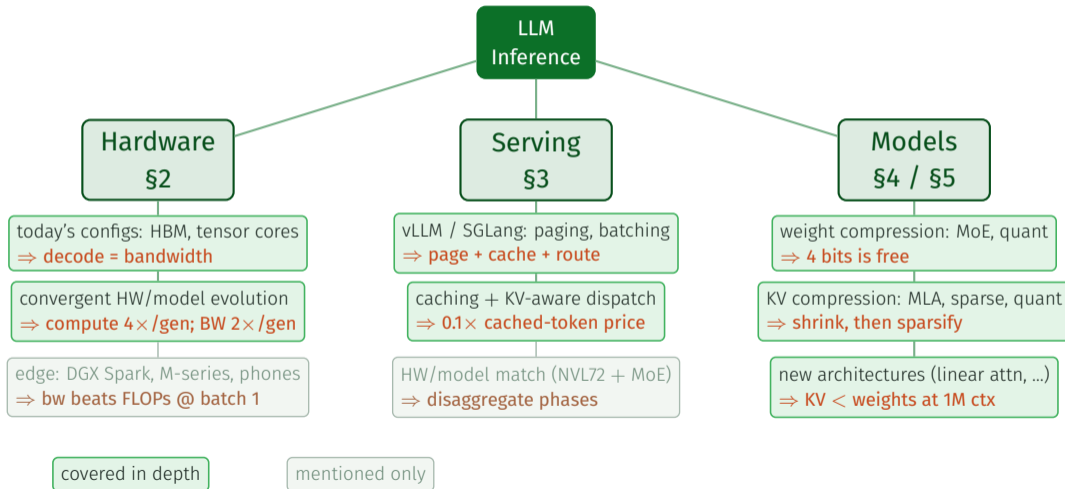 LLM
Inference
Hardware
§2
today's configs: HBM, tensor cores
⇒ decode = bandwidth
convergent HW/model evolution
⇒ compute 4×/gen; BW 2×/gen
edge: DGX Spark, M-series, phones
⇒ bw beats FLOPs @ batch 1
Serving
§3
vLLM / SGLang: paging, batching
⇒ page + cache + route
caching + KV-aware dispatch
⇒ 0.1× cached-token price
HW/model match (NVL72 + MoE)
⇒ disaggregate phases
Models
§4 / §5
weight compression: MoE, quant
⇒ 4 bits is free
KV compression: MLA, sparse, quant
⇒ shrink, then sparsify
new architectures (linear attn, ...)
⇒ KV < weights at 1M ctx
covered in depth
mentioned only